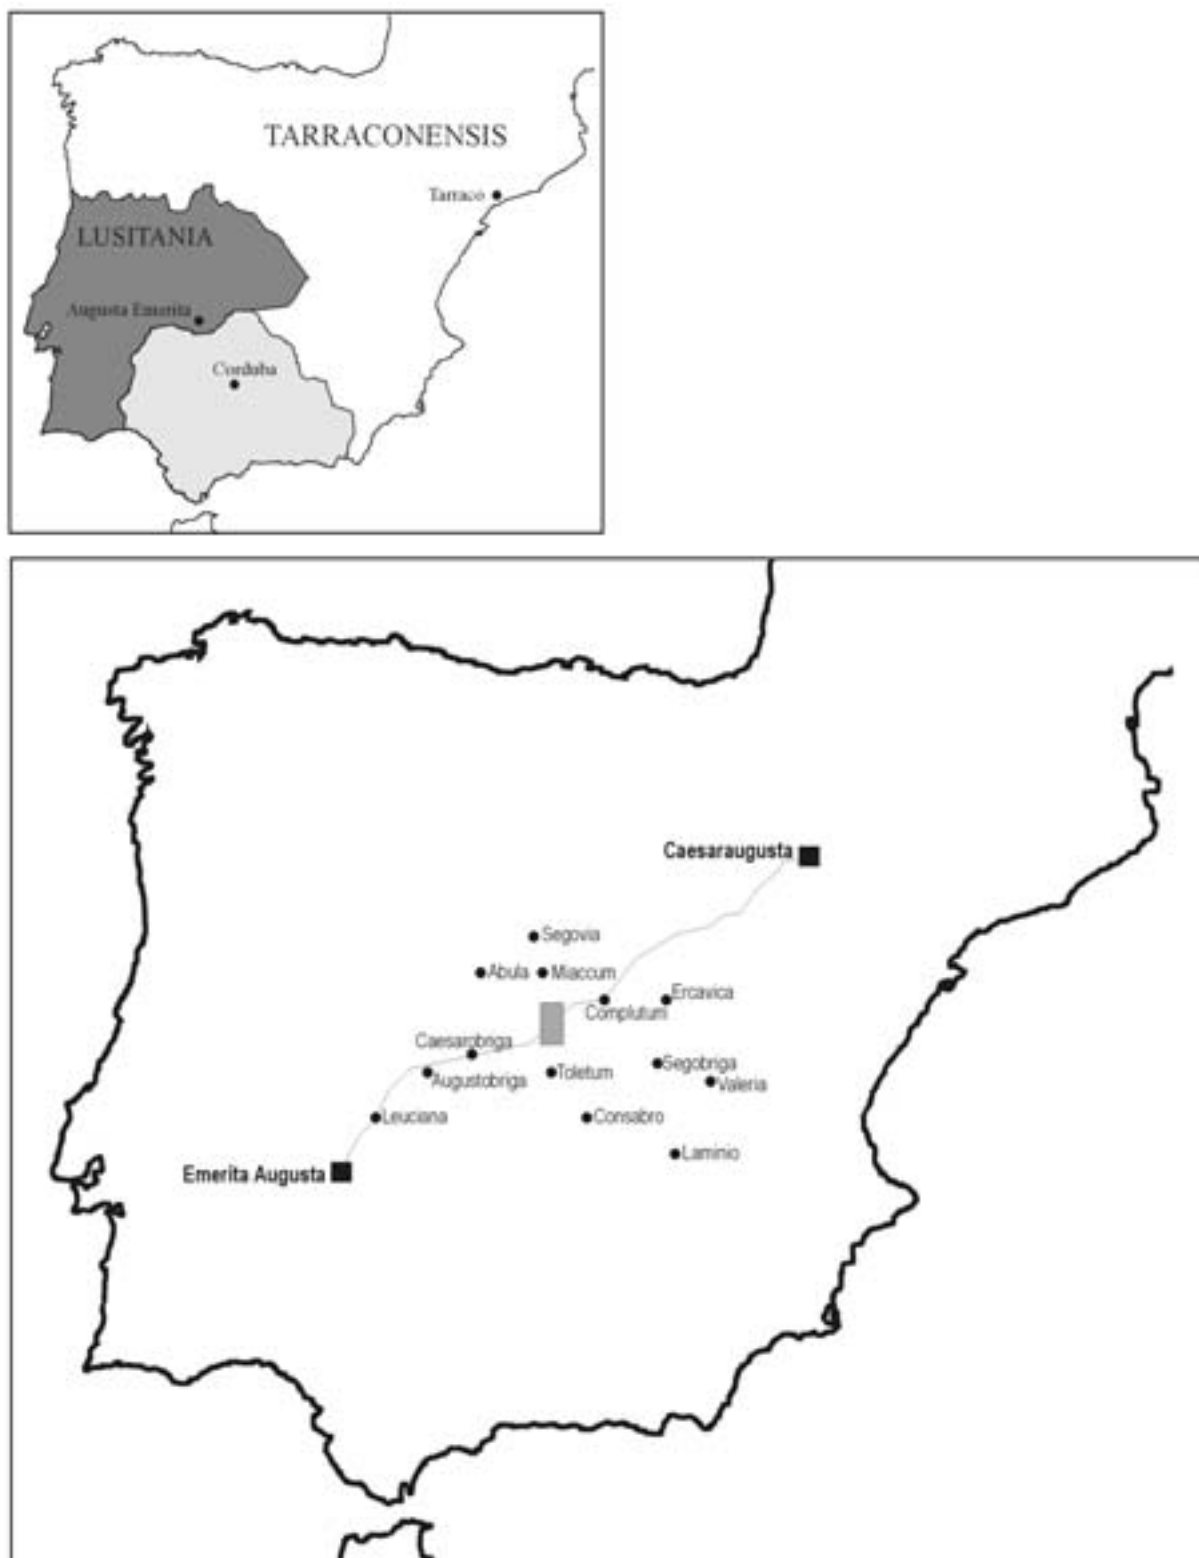 TARRACONENSIS
Tarraco
LUSITANIA
Augusta Emerita
Corduba
Caesaraugusta
Segovia
Abula
Miaccum
Ercavica
Complutum
Caesarobriga
Segobriga
Toletum
Augustobriga
Valeria
Leuciana
Consabro
Laminio
Emerita Augusta